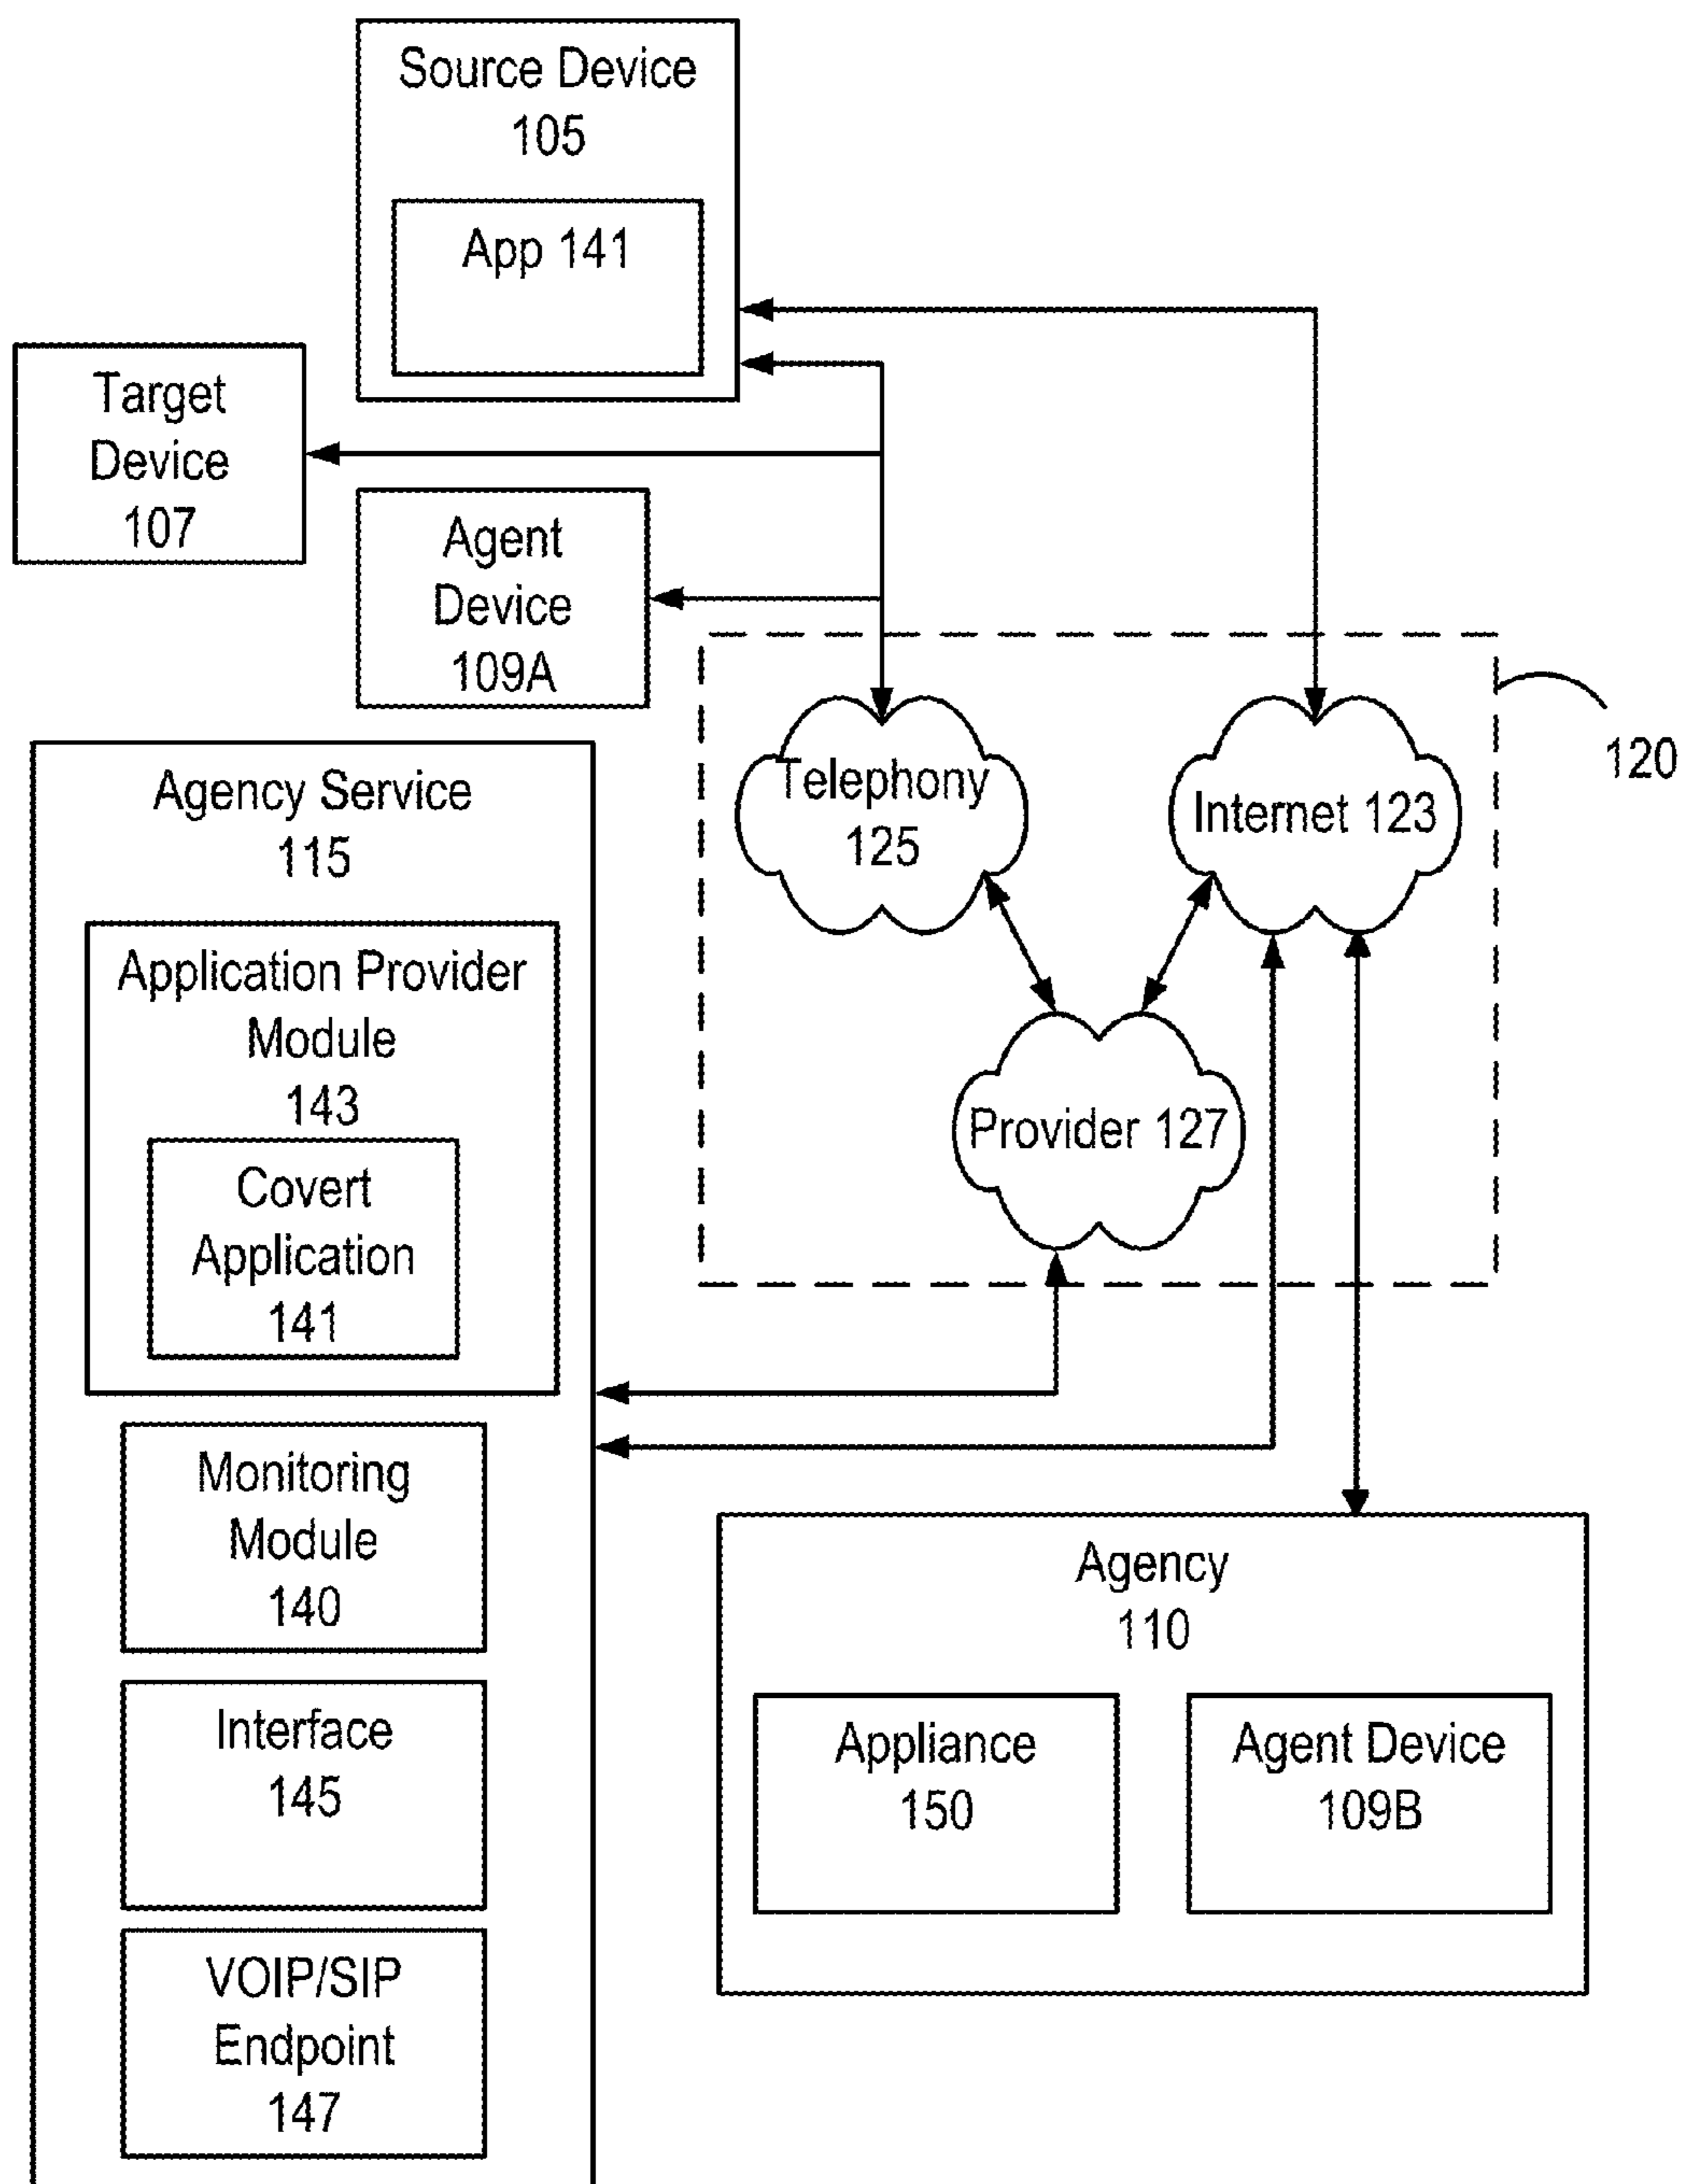 Source Device
105
App 141
Target
Device
107
Agent
Device
109A
120
Telephony
125
Internet 123
Provider 127
Agency Service
115
Application Provider
Module
143
Covert
Application
141
Monitoring
Module
140
Interface
145
VOIP/SIP
Endpoint
147
Agency
110
Appliance
150
Agent Device
109B